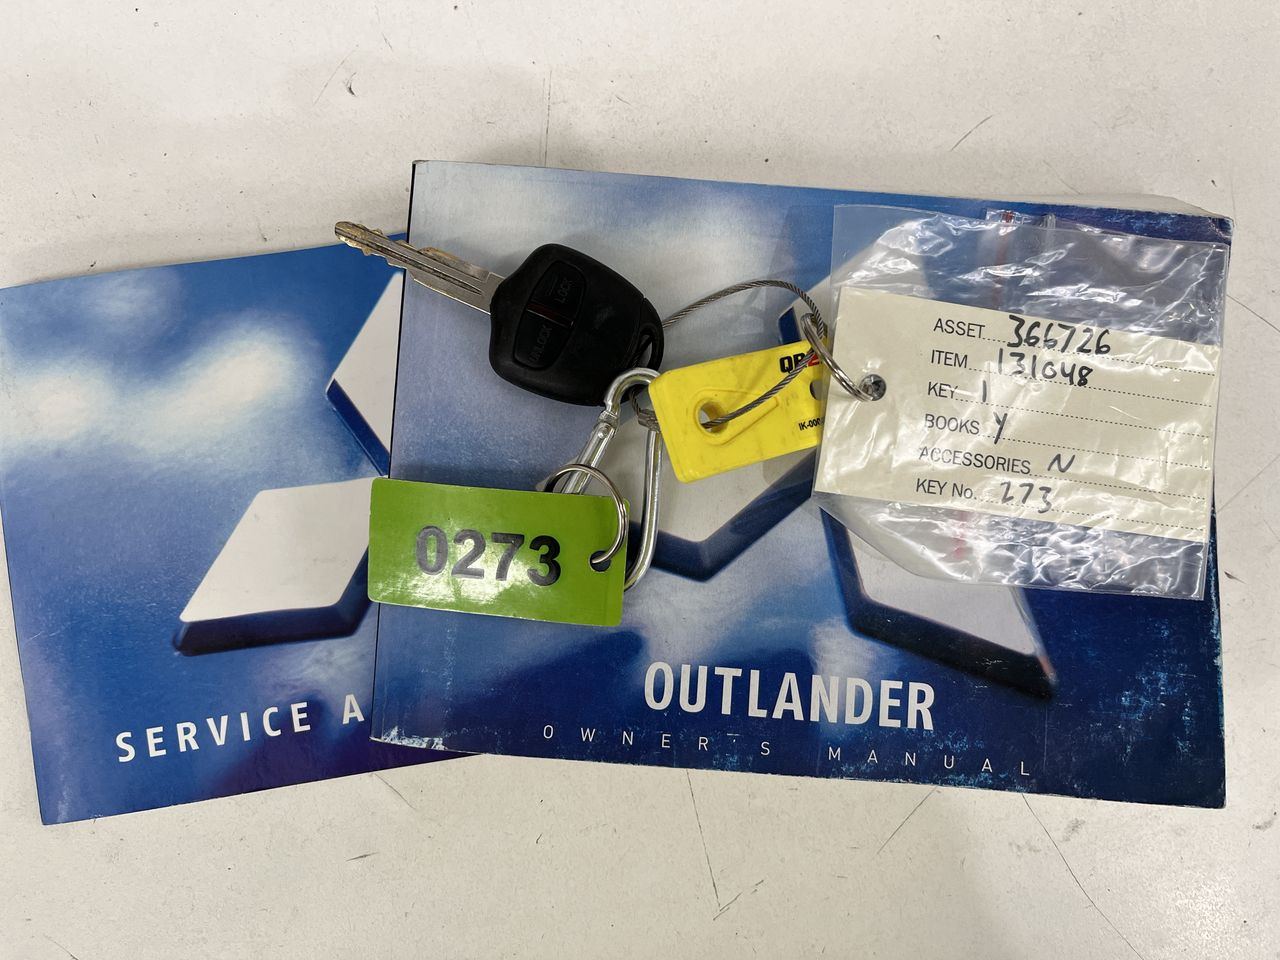 LOCK
UNLOCK
ASSET 366726
ITEM 131048
KEY 1
BOOKS Y
ACCESSORIES N
KEY No. 273
0273
SERVICE A
OUTLANDER
OWNER'S MANUAL